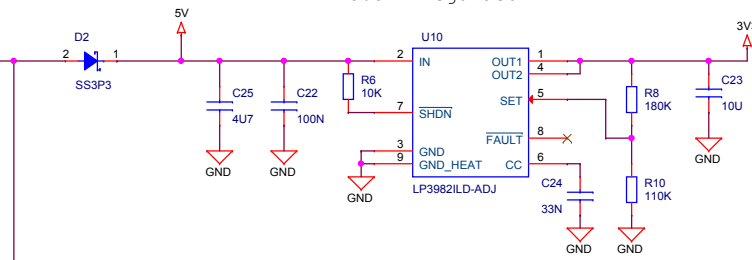 5V
3V
D2
2
1
SS3P3
U10
2
IN
OUT1
1
OUT2
4
R6
10K
C25
4U7
C22
100N
7
SHDN
SET
5
R8
180K
C23
10U
FAULT
8
3
GND
9
GND_HEAT
CC
6
LP3982ILD-ADJ
C24
33N
R10
110K
GND
GND
GND
GND
GND
GND